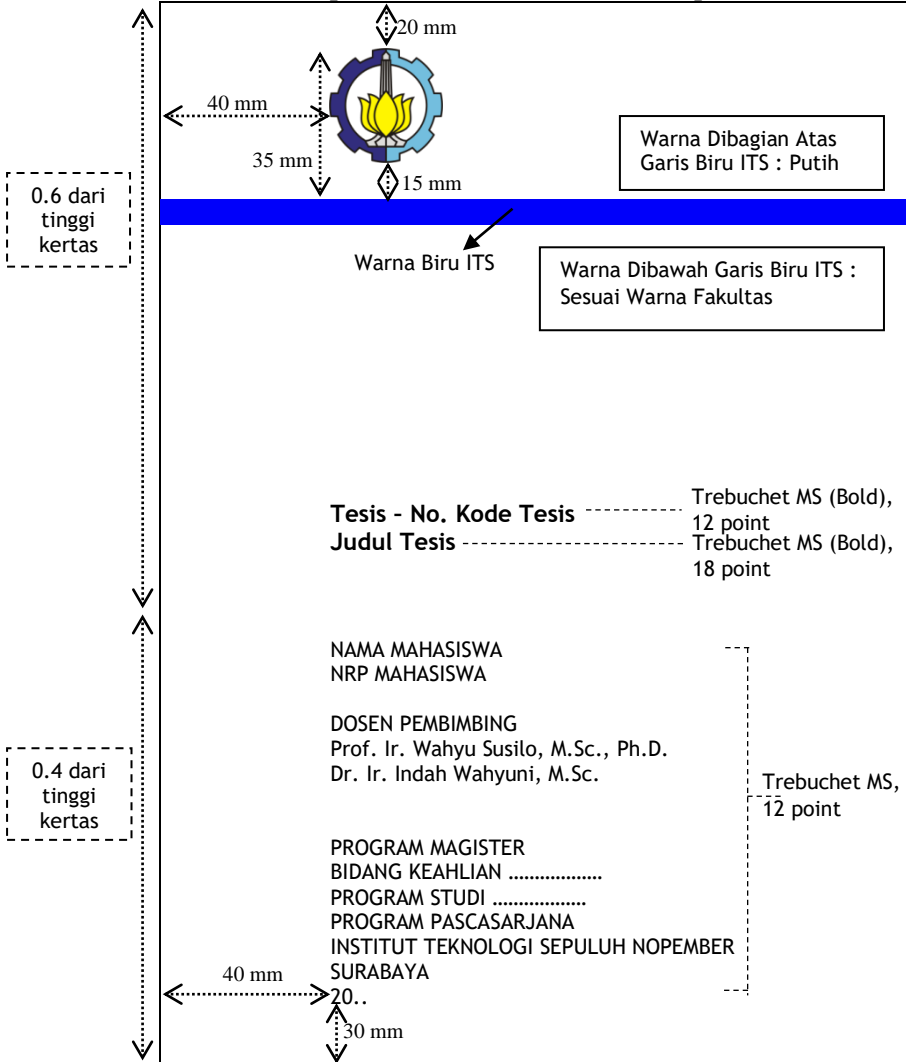 20 mm
40 mm
35 mm
Warna Dibagian Atas
Garis Biru ITS : Putih
15 mm
0.6 dari
tinggi
kertas
Warna Biru ITS
Warna Dibawah Garis Biru ITS :
Sesuai Warna Fakultas
Tesis – No. Kode Tesis
Trebuchet MS (Bold),
12 point
Judul Tesis
Trebuchet MS (Bold),
18 point
NAMA MAHASISWA
NRP MAHASISWA
DOSEN PEMBIMBING
Prof. Ir. Wahyu Susilo, M.Sc., Ph.D.
Dr. Ir. Indah Wahyuni, M.Sc.
0.4 dari
tinggi
kertas
Trebuchet MS,
12 point
PROGRAM MAGISTER
BIDANG KEAHLIAN ..................
PROGRAM STUDI ..................
PROGRAM PASCASARJANA
INSTITUT TEKNOLOGI SEPULUH NOPEMBER
SURABAYA
40 mm
20..
30 mm